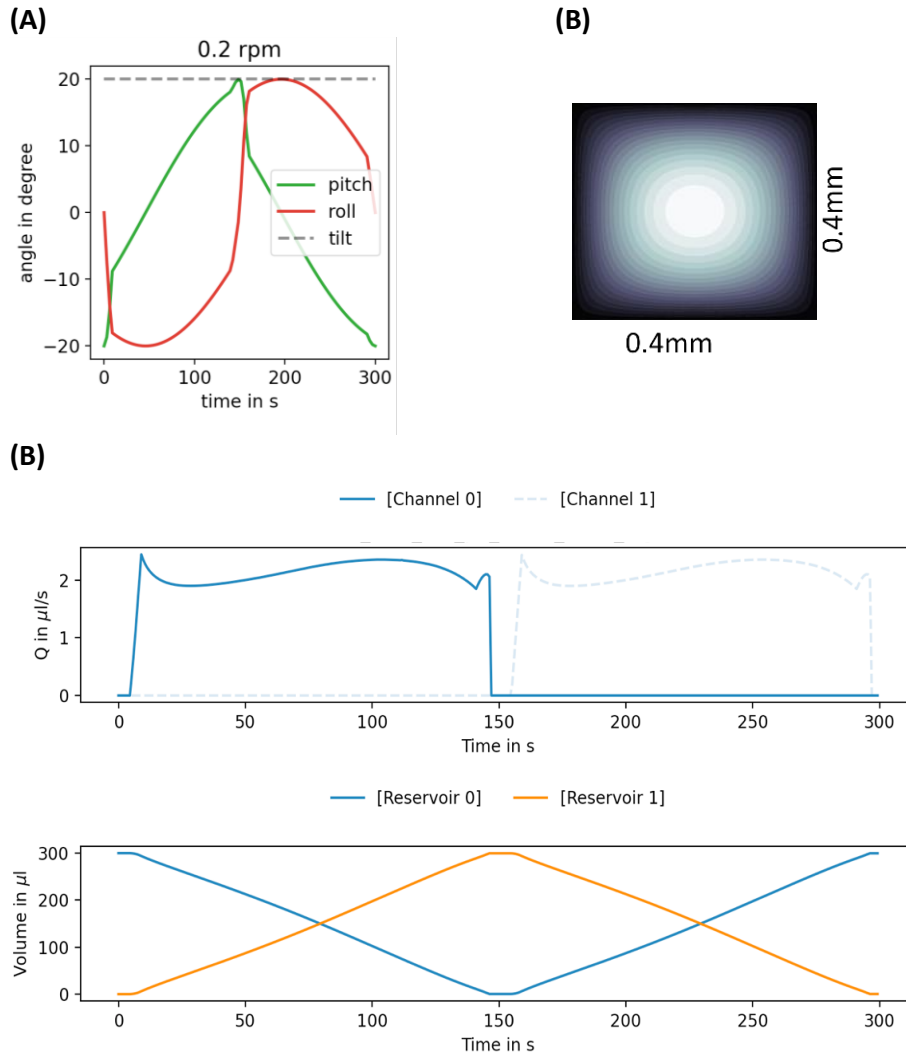 (A)
(B)
0.2 rpm
20
10
0
−10
−20
angle in degree
pitch
roll
tilt
0
100
200
300
time in s
0.4mm
0.4mm
(B)
[Channel 0]
[Channel 1]
2
1
0
Q in µl/s
0
50
100
150
200
250
300
Time in s
[Reservoir 0]
[Reservoir 1]
300
200
100
0
Volume in µl
0
50
100
150
200
250
300
Time in s